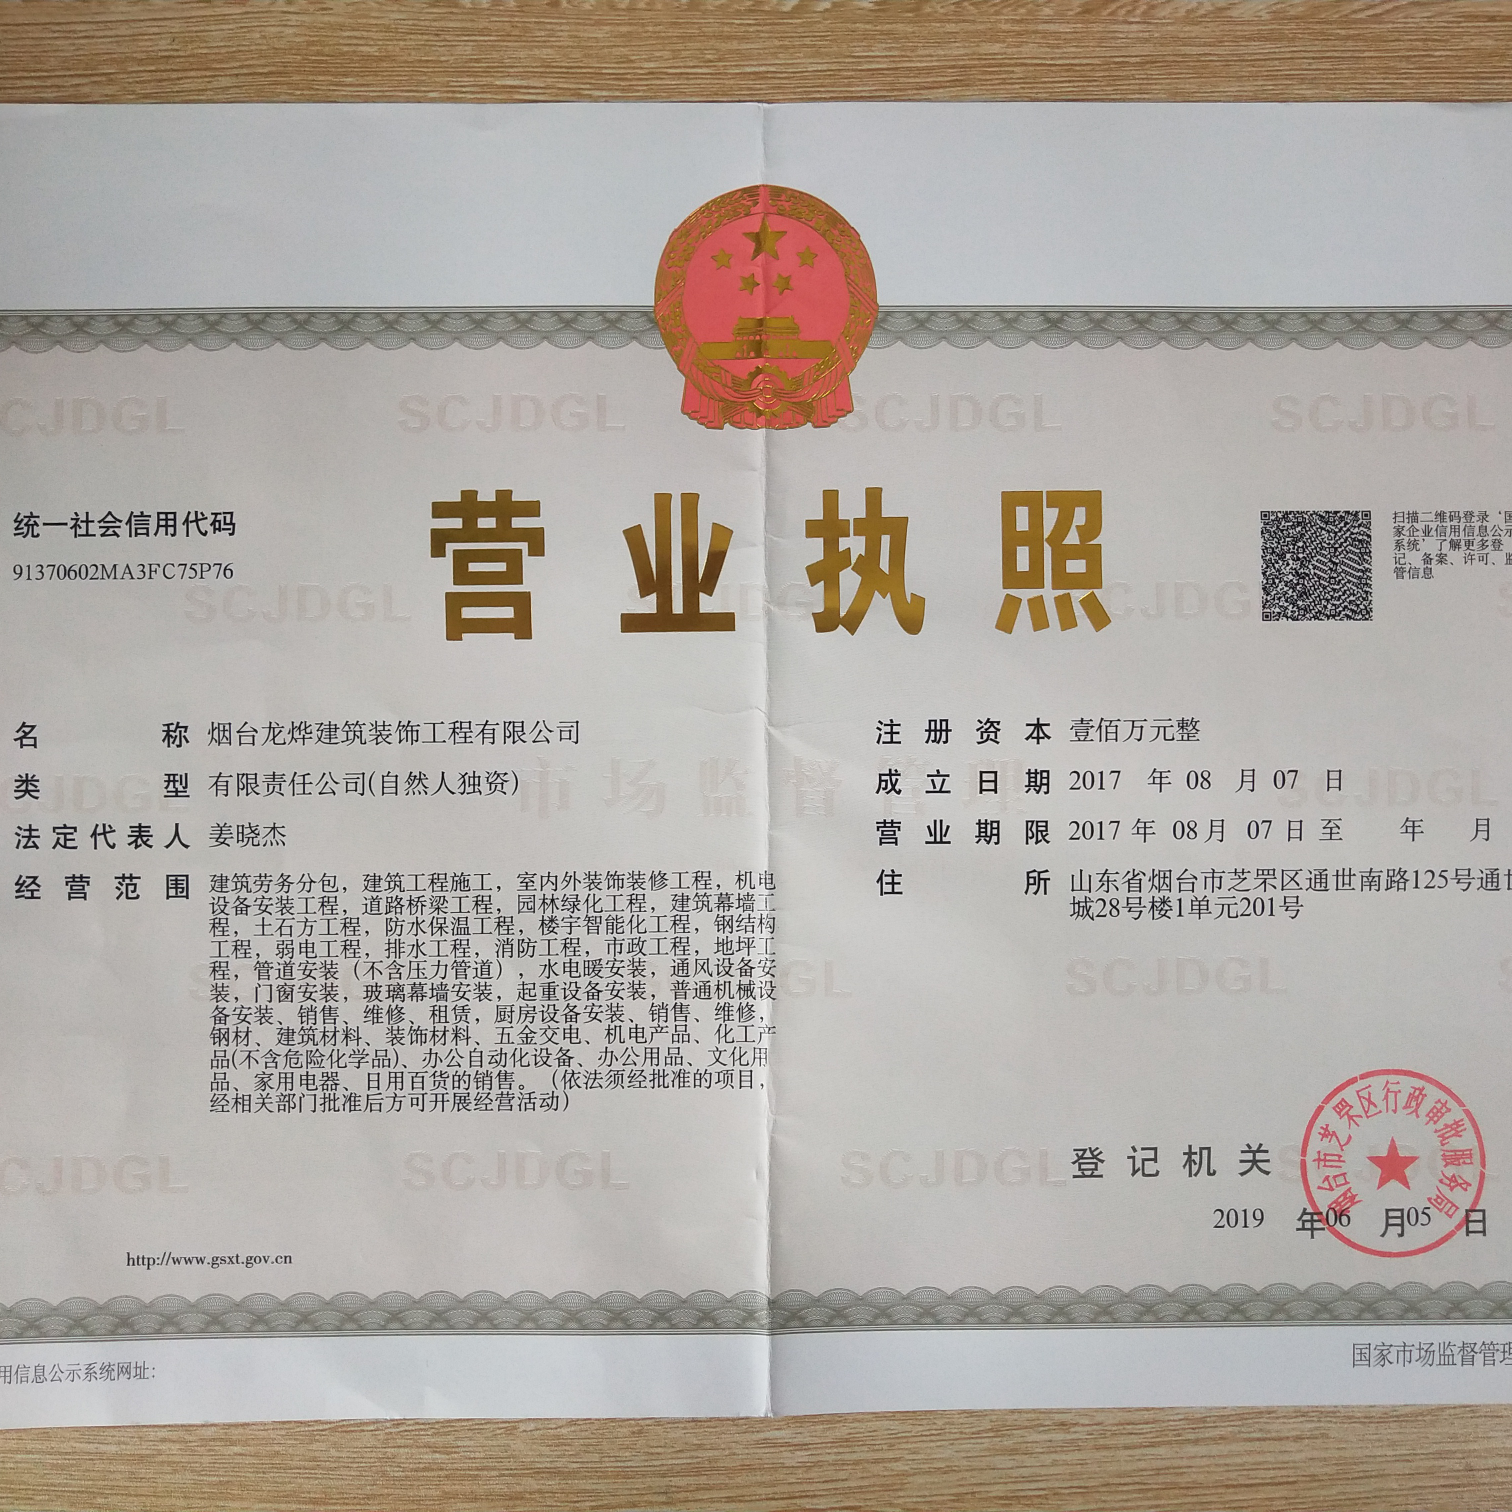 营业执照
统一社会信用代码
91370602MA3FC75P76
扫描二维码登录‘国
家企业信用信息公示
系统’了解更多登
记、备案、许可、监
管信息
名称 烟台龙烨建筑装饰工程有限公司
类型 有限责任公司(自然人独资)
法定代表人 姜晓杰
经营范围 建筑劳务分包，建筑工程施工，室内外装饰装修工程，机电
设备安装工程，道路桥梁工程，园林绿化工程，建筑幕墙工
程，土石方工程，防水保温工程，楼宇智能化工程，钢结构
工程，弱电工程，排水工程，消防工程，市政工程，地坪工
程，管道安装（不含压力管道），水电暖安装，通风设备安
装，门窗安装，玻璃幕墙安装，起重设备安装，普通机械设
备安装、销售、维修、租赁，厨房设备安装、销售、维修，
钢材、建筑材料、装饰材料、五金交电、机电产品、化工产
品(不含危险化学品)、办公自动化设备、办公用品、文化用
品、家用电器、日用百货的销售。（依法须经批准的项目，
经相关部门批准后方可开展经营活动）
注册资本 壹佰万元整
成立日期 2017 年 08 月 07 日
营业期限 2017 年 08 月 07 日 至 年 月
住所 山东省烟台市芝罘区通世南路125号通世
城28号楼1单元201号
登记机关
烟台市芝罘区行政审批服务局
2019 年 06 月 05 日
http://www.gsxt.gov.cn
用信息公示系统网址:
国家市场监督管理
SCJDGL
市场监督管理